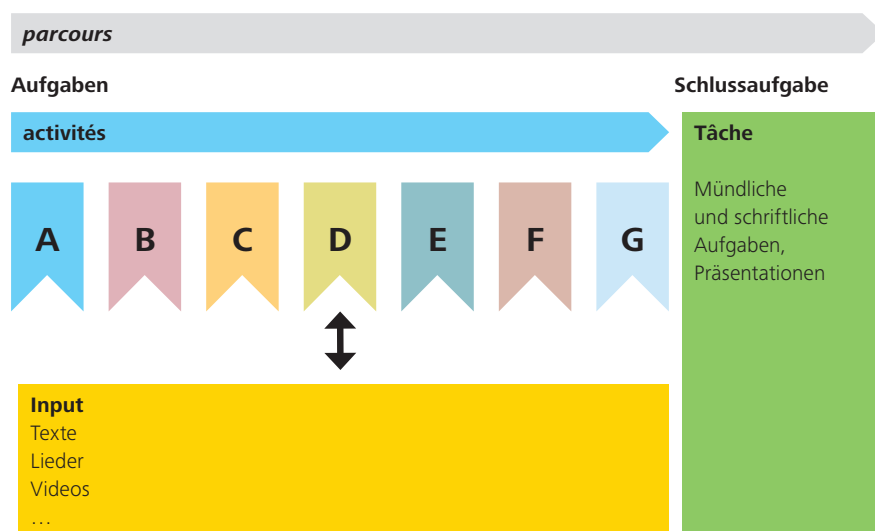 parcours
Aufgaben
Schlussaufgabe
activités
Tâche
A
B
C
D
E
F
G
Mündliche
und schriftliche
Aufgaben,
Präsentationen
Input
Texte
Lieder
Videos
…